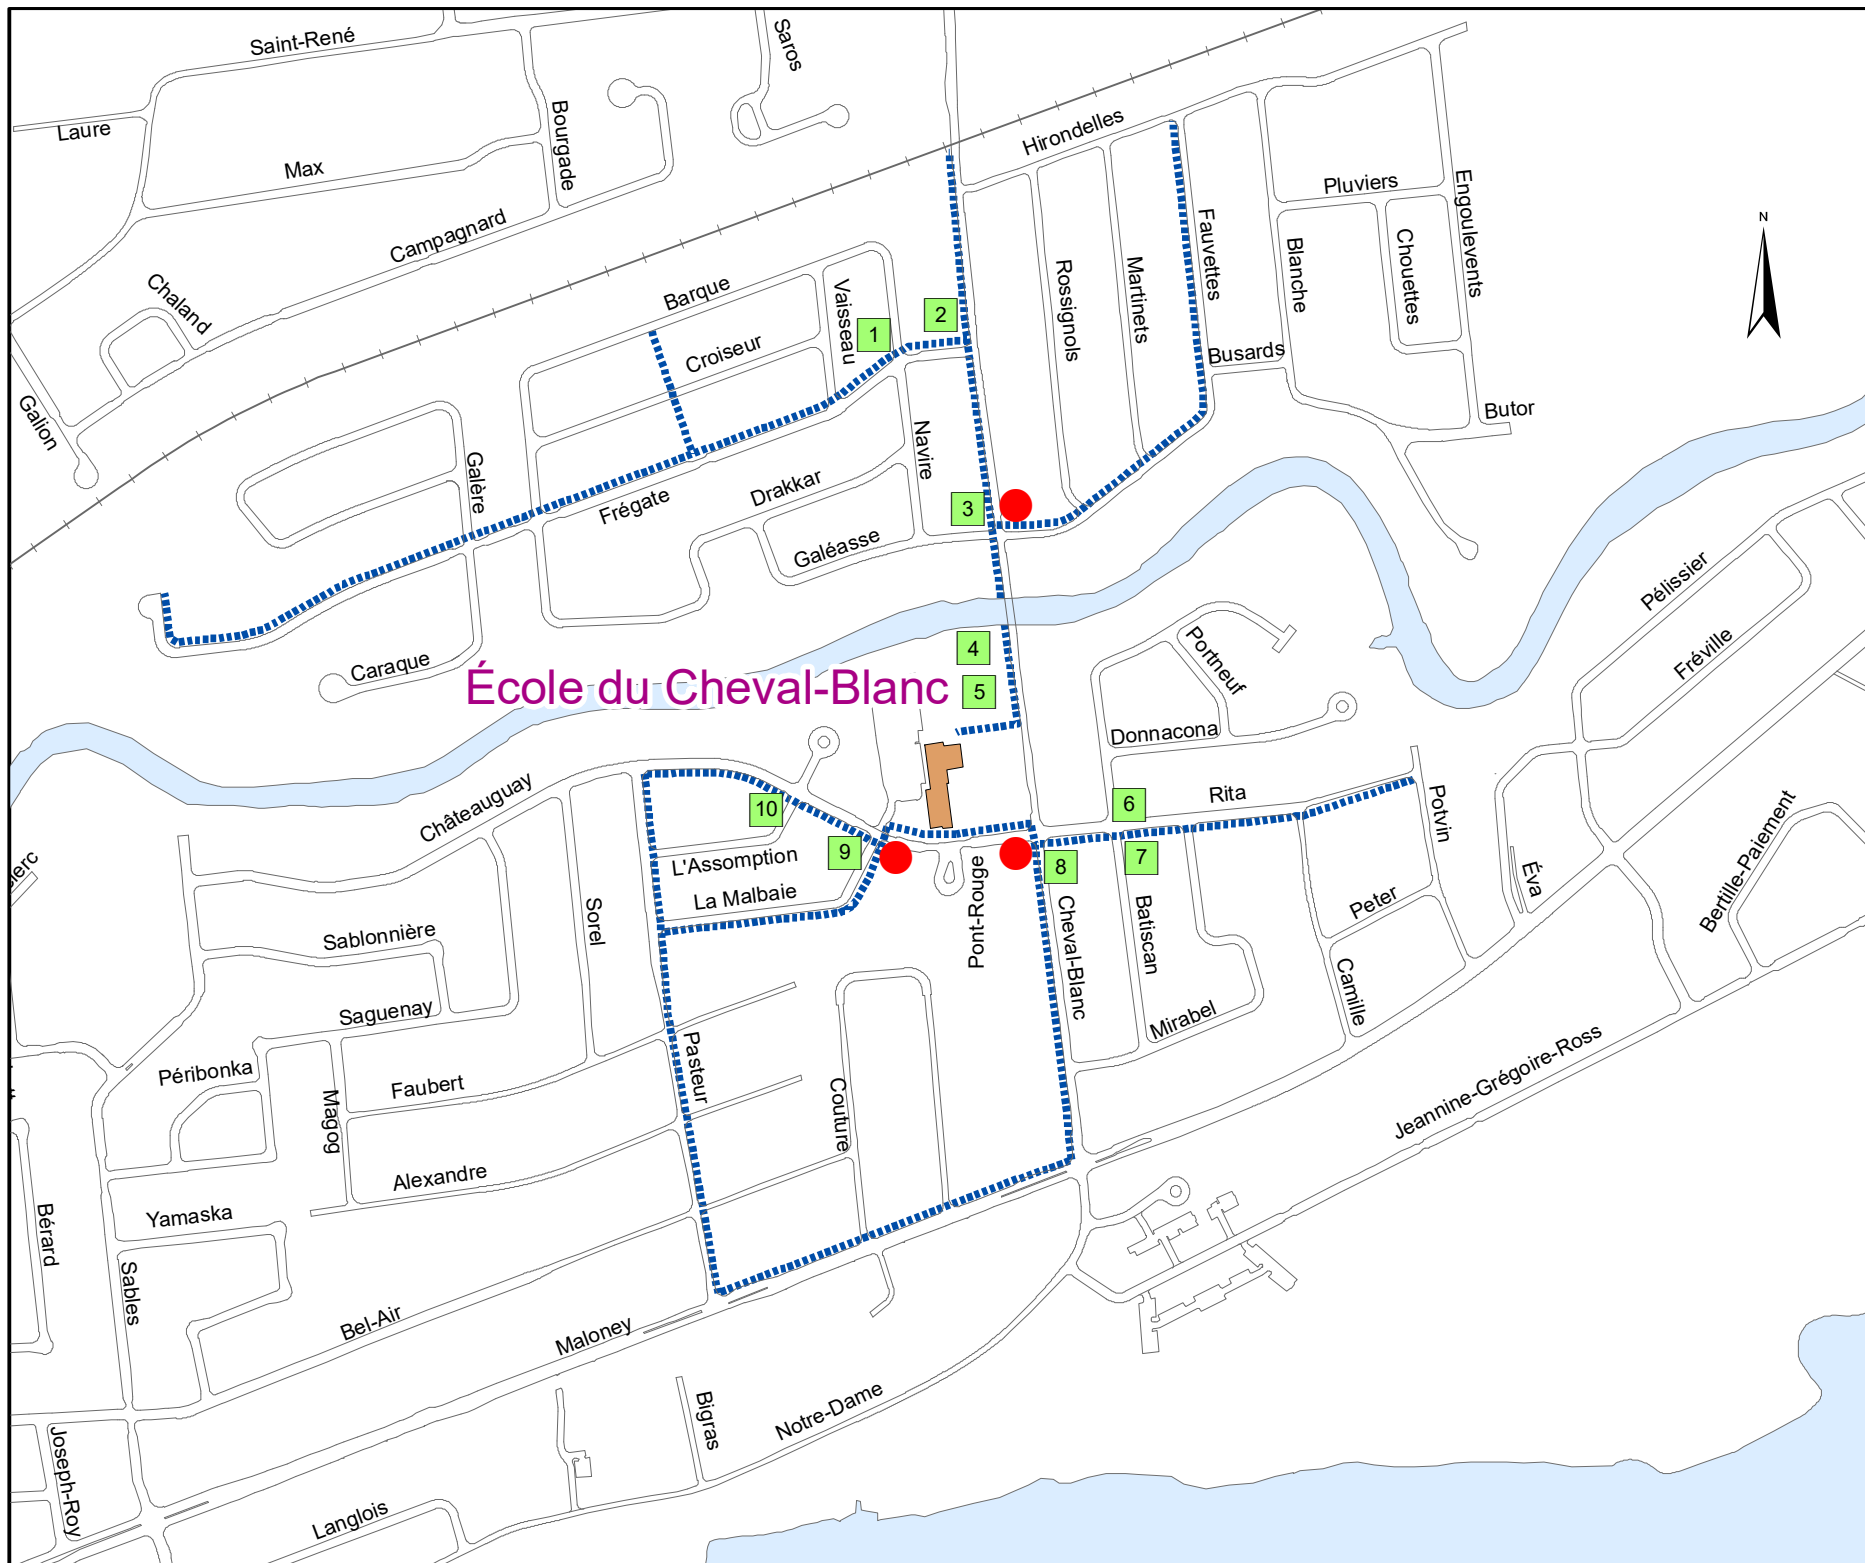 Saint-René
Saros
Laure
Bourgade
Max
Hirondelles
Campagnard
Pluviers
Engoulevents
Fauvettes
N
Chaland
Barque
Vaisseau
Rossignols
Martinets
Blanche
Chouettes
1
2
Croiseur
Busards
Galion
Butor
Galère
Navire
Drakkar
Frégate
3
Galéasse
Pélissier
Portneuf
Fréville
4
Caraque
École du Cheval-Blanc
5
Donnacona
Châteauguay
10
6
Rita
Potvin
Bertille-Paiement
L'Assomption
9
8
7
Éva
La Malbaie
Pont-Rouge
Cheval-Blanc
Batiscan
Peter
Sorel
Sablonnière
Camille
Saguenay
Mirabel
Péribonka
Faubert
Magog
Pasteur
Couture
Jeannine-Grégoire-Ross
Alexandre
Yamaska
Bérard
Sables
Bel-Air
Maloney
Bigras
Notre-Dame
Joseph-Roy
Langlois